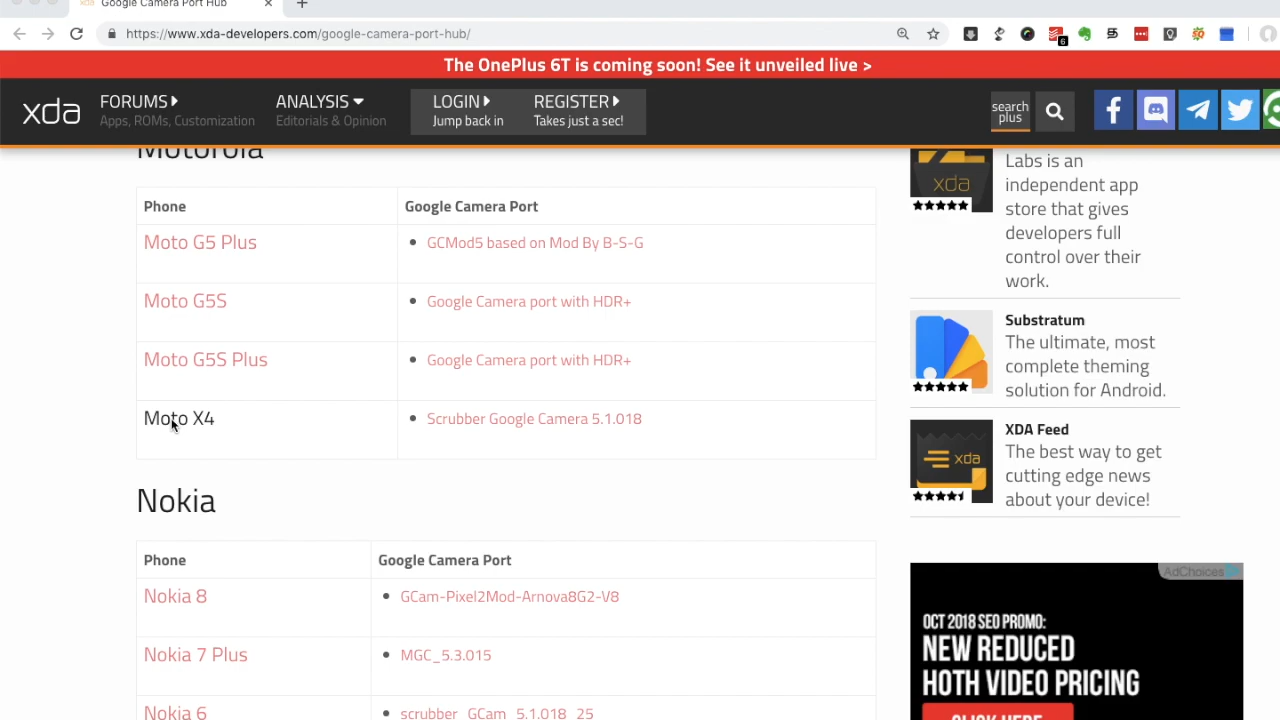 Google Camera Port Hub
https://www.xda-developers.com/google-camera-port-hub/
6
The OnePlus 6T is coming soon! See it unveiled live >
xda
FORUMS
Apps, ROMs, Customization
ANALYSIS
Editorials & Opinion
LOGIN
Jump back in
REGISTER
Takes just a sec!
search
plus
Motorola
Phone
Google Camera Port
Moto G5 Plus
GCMod5 based on Mod By B-S-G
Moto G5S
Google Camera port with HDR+
Moto G5S Plus
Google Camera port with HDR+
Moto X4
Scrubber Google Camera 5.1.018
Nokia
Phone
Google Camera Port
Nokia 8
GCam-Pixel2Mod-Arnova8G2-V8
Nokia 7 Plus
MGC_5.3.015
Nokia 6
scrubber_GCam_5.1.018_25
xda
Labs is an
independent app
store that gives
developers full
control over their
work.
Substratum
The ultimate, most
complete theming
solution for Android.
xda
XDA Feed
The best way to get
cutting edge news
about your device!
AdChoices
OCT 2018 SEO PROMO:
NEW REDUCED
HOTH VIDEO PRICING
CLICK HERE